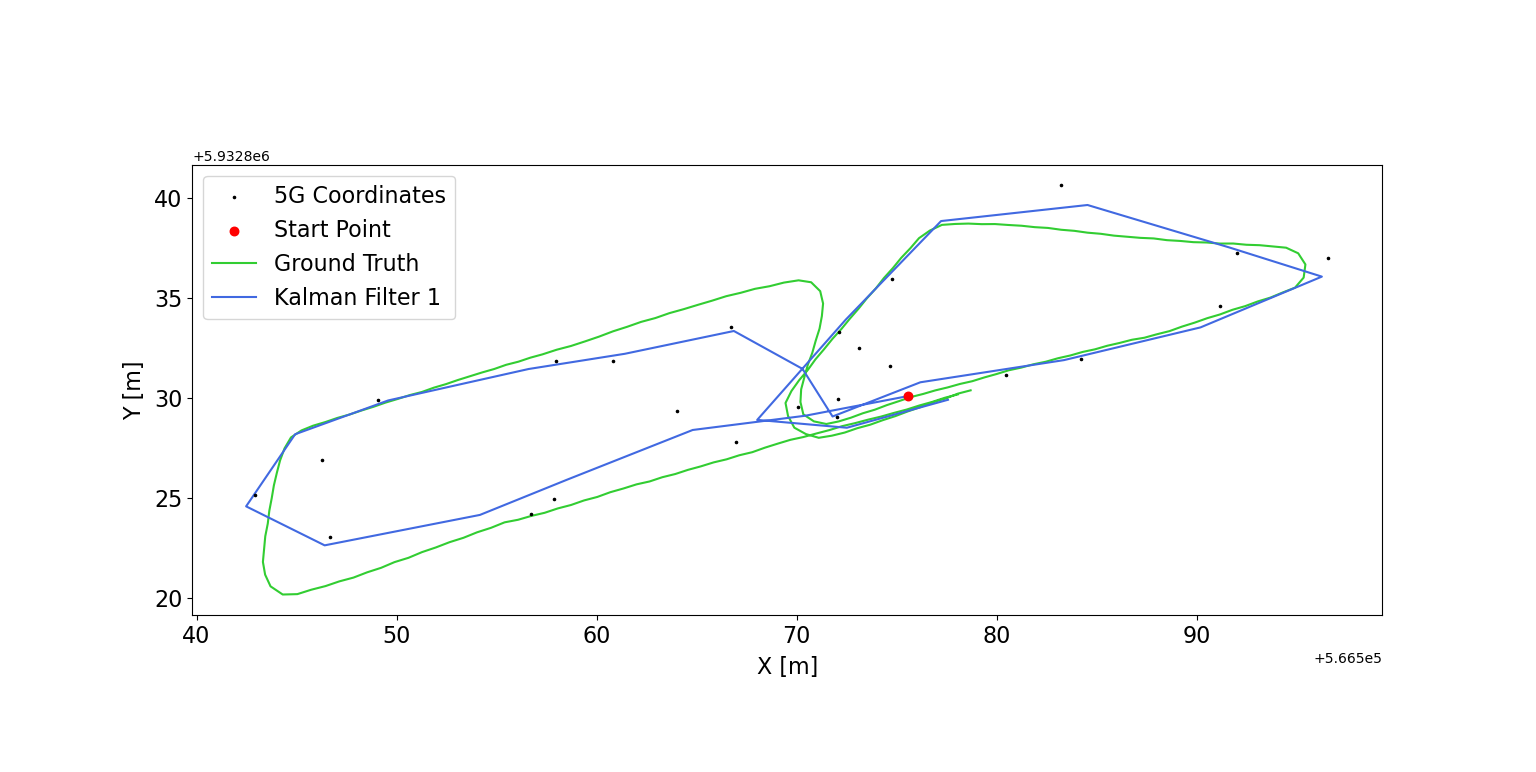 +5.9328e6
5G Coordinates
Start Point
Ground Truth
Kalman Filter 1
40
35
30
25
20
Y [m]
40 50 60 70 80 90
X [m]
+5.665e5